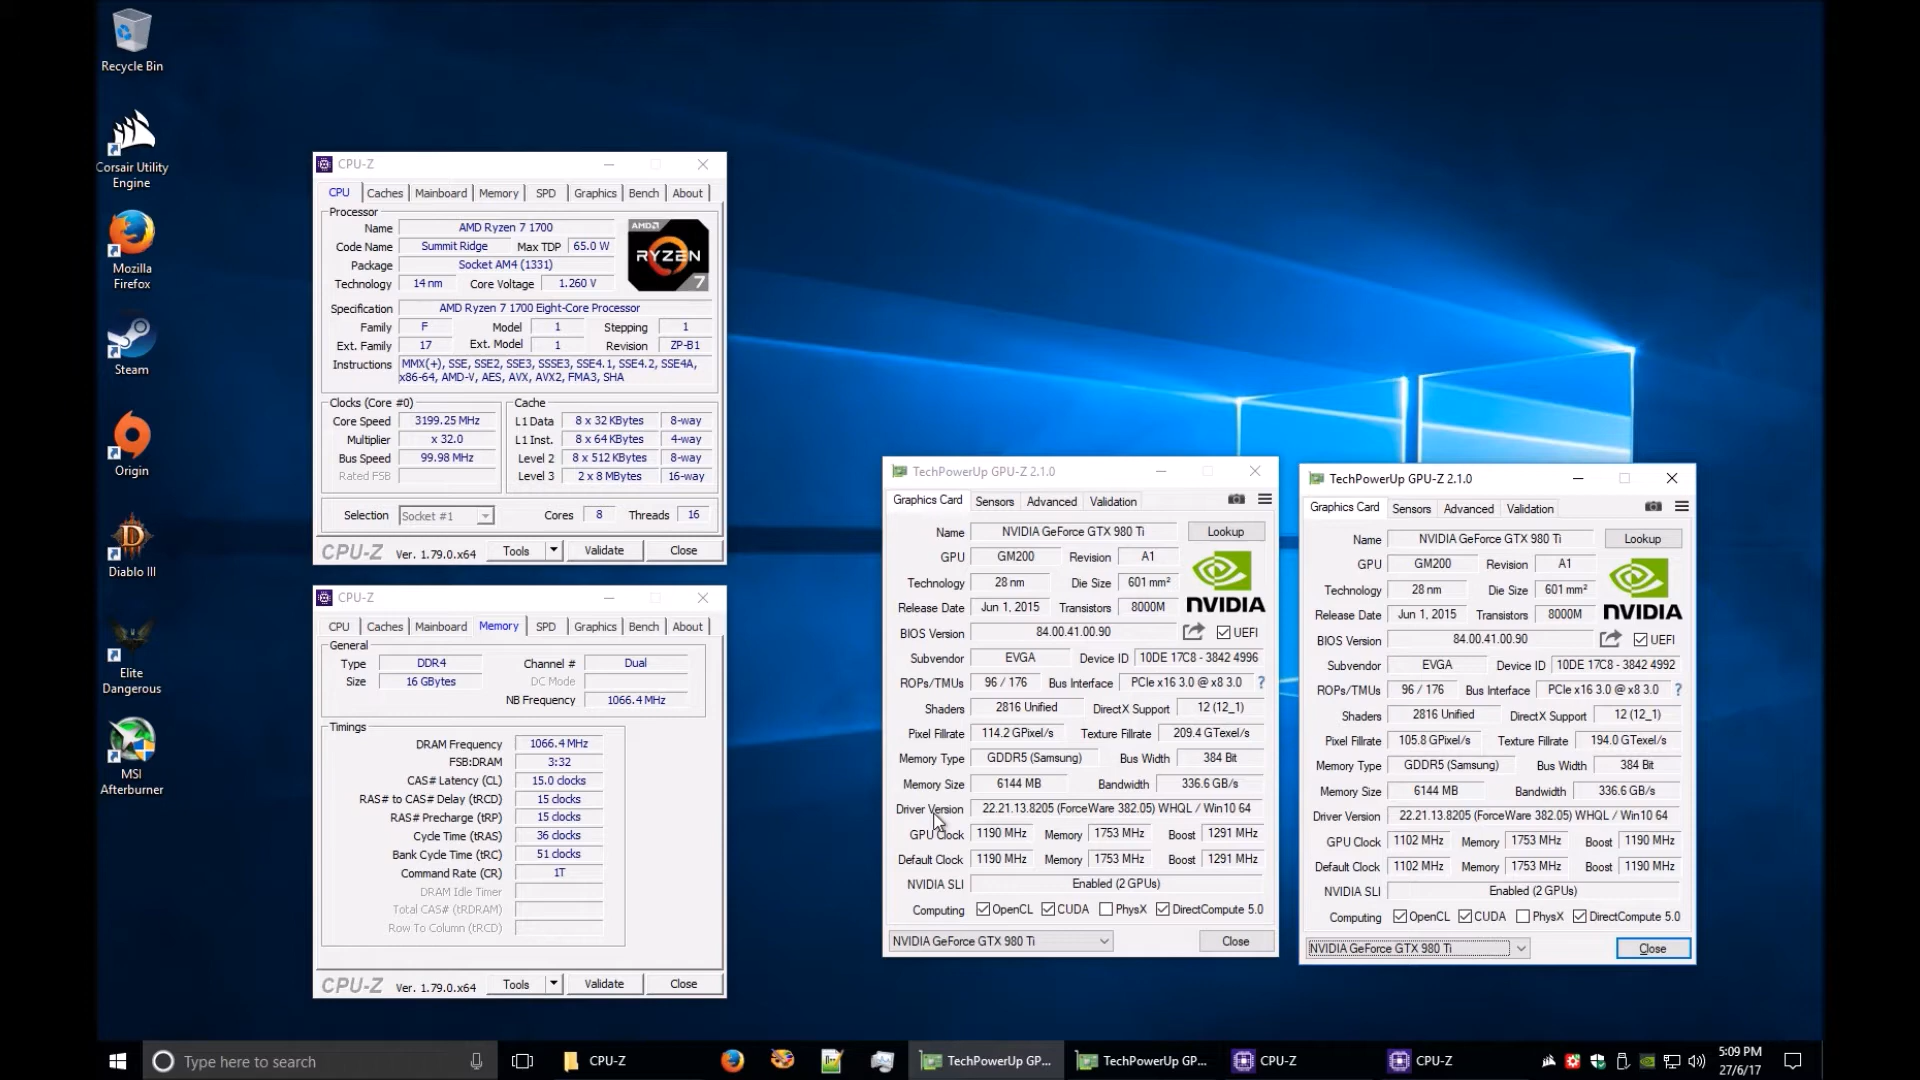 Recycle Bin
Corsair Utility
Engine
Mozilla
Firefox
Steam
Origin
Diablo III
Elite
Dangerous
MSI
Afterburner
CPU-Z
CPU Caches Mainboard Memory SPD Graphics Bench About
Processor
Name AMD Ryzen 7 1700
Code Name Summit Ridge Max TDP 65.0 W
Package Socket AM4 (1331)
Technology 14 nm Core Voltage 1.260 V
AMD RYZEN 7
Specification AMD Ryzen 7 1700 Eight-Core Processor
Family F Model 1 Stepping 1
Ext. Family 17 Ext. Model 1 Revision ZP-B1
Instructions MMX(+), SSE, SSE2, SSE3, SSSE3, SSE4.1, SSE4.2, SSE4A,
x86-64, AMD-V, AES, AVX, AVX2, FMA3, SHA
Clocks (Core #0) Cache
Core Speed 3199.25 MHz L1 Data 8 x 32 KBytes 8-way
Multiplier x 32.0 L1 Inst. 8 x 64 KBytes 4-way
Bus Speed 99.98 MHz Level 2 8 x 512 KBytes 8-way
Rated FSB Level 3 2 x 8 MBytes 16-way
Selection Socket #1 Cores 8 Threads 16
CPU-Z Ver. 1.79.0.x64 Tools Validate Close
CPU-Z
CPU Caches Mainboard Memory SPD Graphics Bench About
General
Type DDR4 Channel # Dual
Size 16 GBytes DC Mode
NB Frequency 1066.4 MHz
Timings
DRAM Frequency 1066.4 MHz
FSB:DRAM 3:32
CAS# Latency (CL) 15.0 clocks
RAS# to CAS# Delay (tRCD) 15 clocks
RAS# Precharge (tRP) 15 clocks
Cycle Time (tRAS) 36 clocks
Bank Cycle Time (tRC) 51 clocks
Command Rate (CR) 1T
DRAM Idle Timer
Total CAS# (tRDRAM)
Row To Column (tRCD)
CPU-Z Ver. 1.79.0.x64 Tools Validate Close
TechPowerUp GPU-Z 2.1.0
Graphics Card Sensors Advanced Validation
Name NVIDIA GeForce GTX 980 Ti Lookup
GPU GM200 Revision A1
Technology 28 nm Die Size 601 mm²
Release Date Jun 1, 2015 Transistors 8000M
NVIDIA
BIOS Version 84.00.41.00.90 UEFI
Subvendor EVGA Device ID 10DE 17C8 - 3842 4996
ROPs/TMUs 96 / 176 Bus Interface PCIe x16 3.0 @ x8 3.0 ?
Shaders 2816 Unified DirectX Support 12 (12_1)
Pixel Fillrate 114.2 GPixel/s Texture Fillrate 209.4 GTexel/s
Memory Type GDDR5 (Samsung) Bus Width 384 Bit
Memory Size 6144 MB Bandwidth 336.6 GB/s
Driver Version 22.21.13.8205 (ForceWare 382.05) WHQL / Win10 64
GPU Clock 1190 MHz Memory 1753 MHz Boost 1291 MHz
Default Clock 1190 MHz Memory 1753 MHz Boost 1291 MHz
NVIDIA SLI Enabled (2 GPUs)
Computing OpenCL CUDA PhysX DirectCompute 5.0
NVIDIA GeForce GTX 980 Ti Close
TechPowerUp GPU-Z 2.1.0
Graphics Card Sensors Advanced Validation
Name NVIDIA GeForce GTX 980 Ti Lookup
GPU GM200 Revision A1
Technology 28 nm Die Size 601 mm²
Release Date Jun 1, 2015 Transistors 8000M
NVIDIA
BIOS Version 84.00.41.00.90 UEFI
Subvendor EVGA Device ID 10DE 17C8 - 3842 4992
ROPs/TMUs 96 / 176 Bus Interface PCIe x16 3.0 @ x8 3.0 ?
Shaders 2816 Unified DirectX Support 12 (12_1)
Pixel Fillrate 105.8 GPixel/s Texture Fillrate 194.0 GTexel/s
Memory Type GDDR5 (Samsung) Bus Width 384 Bit
Memory Size 6144 MB Bandwidth 336.6 GB/s
Driver Version 22.21.13.8205 (ForceWare 382.05) WHQL / Win10 64
GPU Clock 1102 MHz Memory 1753 MHz Boost 1190 MHz
Default Clock 1102 MHz Memory 1753 MHz Boost 1190 MHz
NVIDIA SLI Enabled (2 GPUs)
Computing OpenCL CUDA PhysX DirectCompute 5.0
NVIDIA GeForce GTX 980 Ti Close
Type here to search CPU-Z TechPowerUp GP... TechPowerUp GP... CPU-Z CPU-Z 5:09 PM
27/6/17